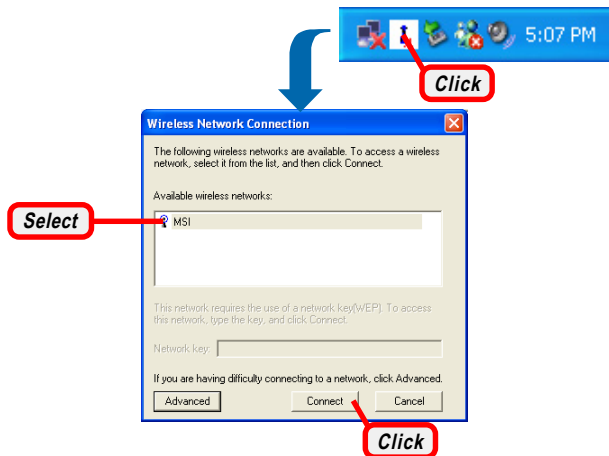 5:07 PM
Click
Wireless Network Connection
The following wireless networks are available. To access a wireless
network, select it from the list, and then click Connect.
Available wireless networks:
Select
MSI
This network requires the use of a network key(WEP). To access
this network, type the key, and click Connect.
Network key:
If you are having difficulty connecting to a network, click Advanced.
Advanced
Connect
Cancel
Click